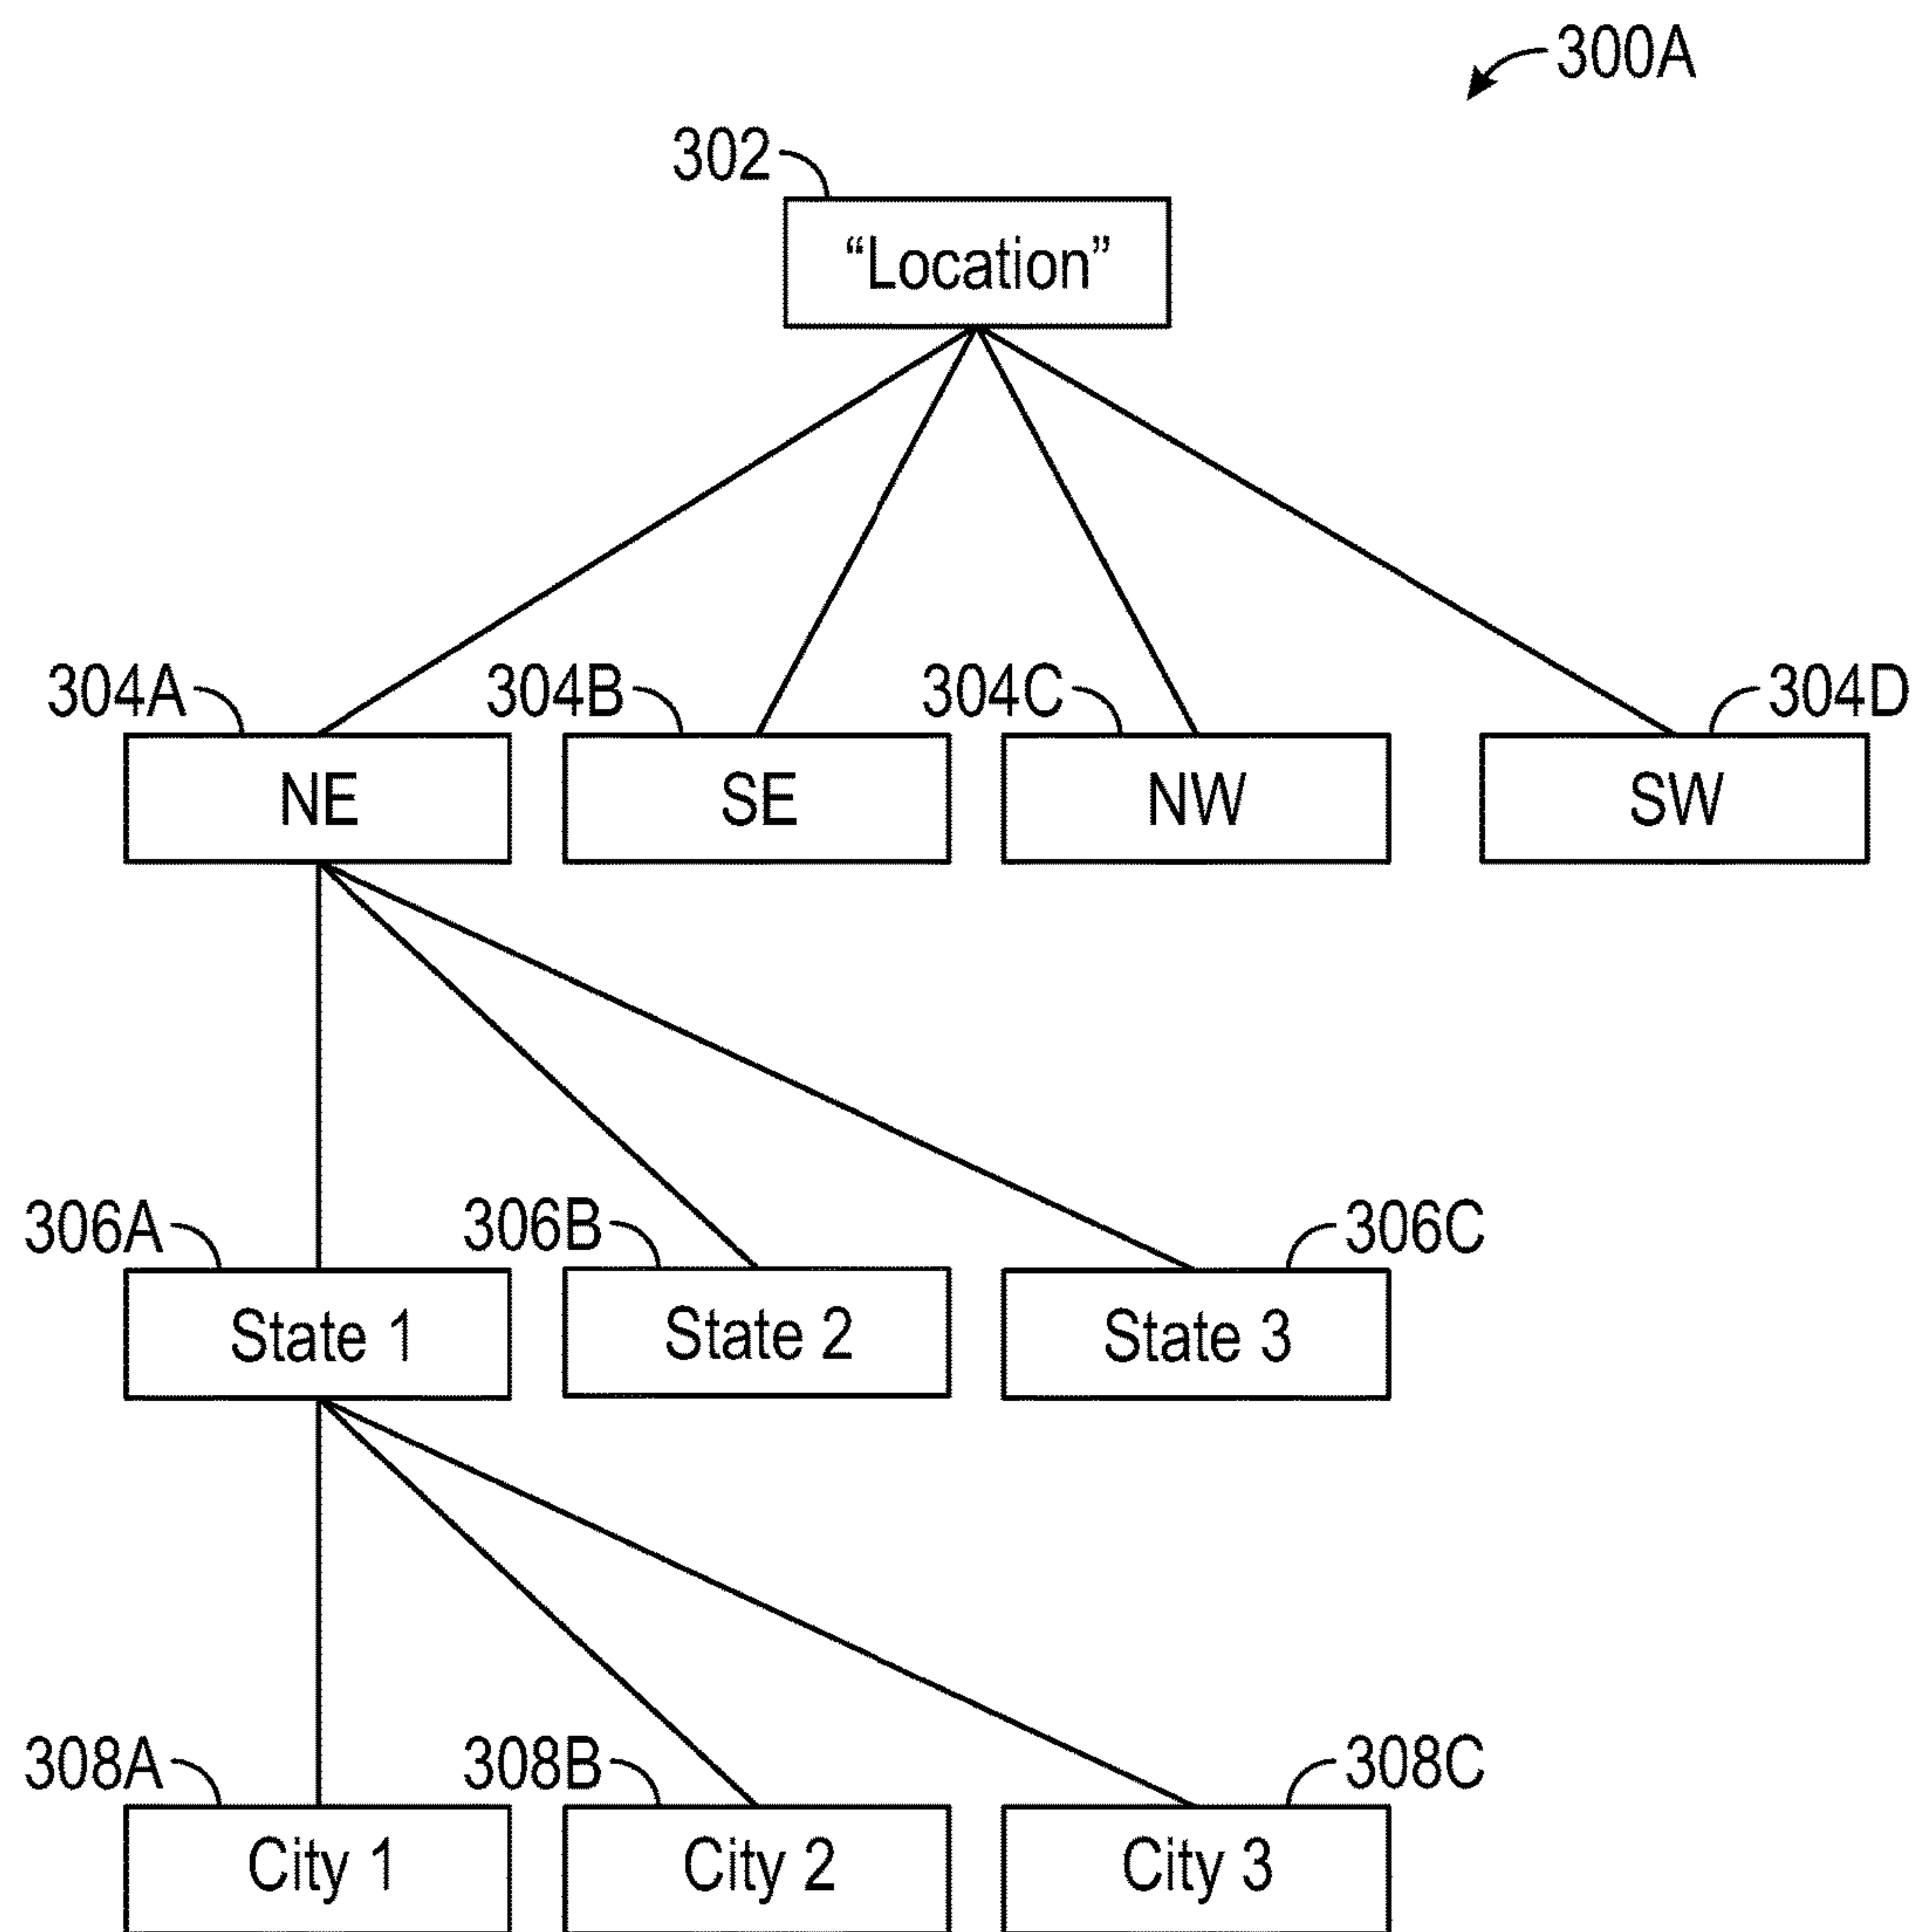 300A
302
“Location”
304A 304B 304C 304D
NE SE NW SW
306A 306B 306C
State 1 State 2 State 3
308A 308B 308C
City 1 City 2 City 3